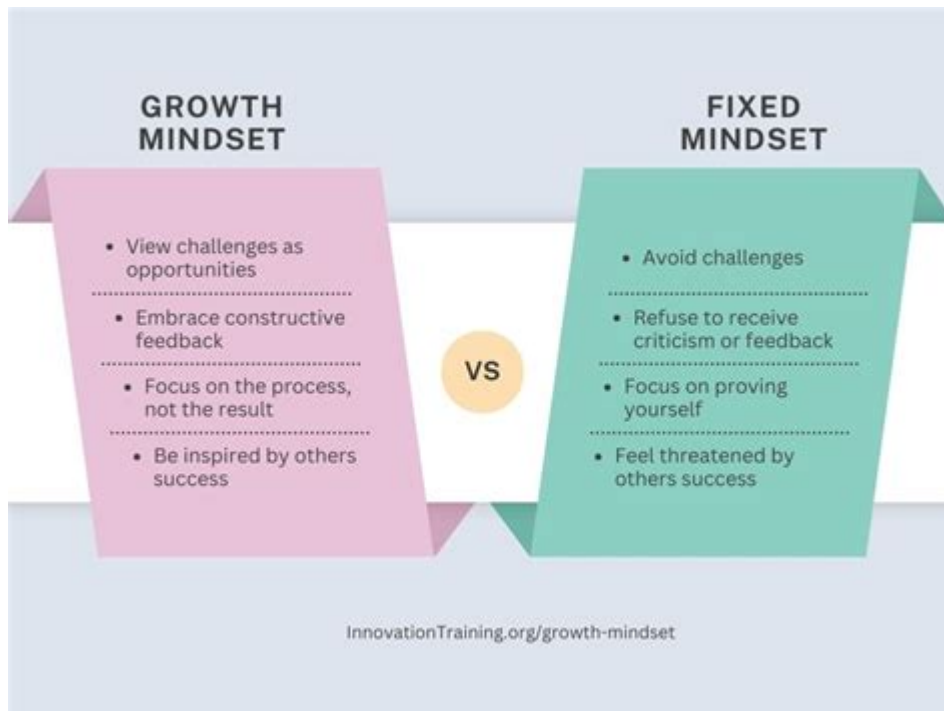 GROWTH
MINDSET
• View challenges as
opportunities
• Embrace constructive
feedback
• Focus on the process,
not the result
• Be inspired by others
success
VS
FIXED
MINDSET
• Avoid challenges
• Refuse to receive
criticism or feedback
• Focus on proving
yourself
• Feel threatened by
others success
InnovationTraining.org/growth-mindset